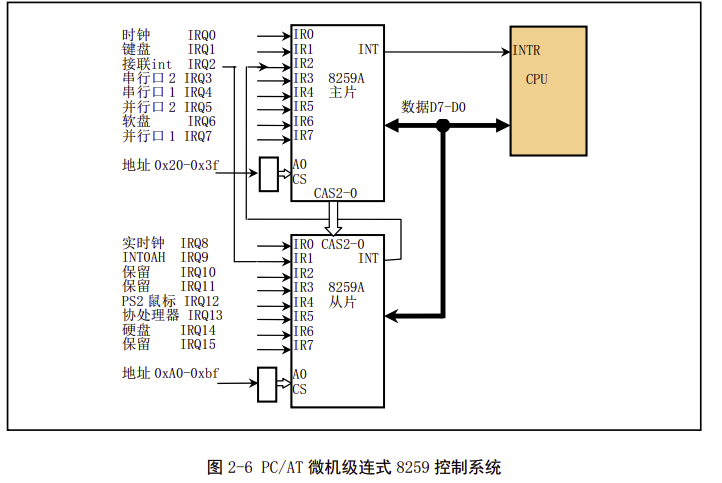 时钟 IRQ0
键盘 IRQ1
接联int IRQ2
串行口 2 IRQ3
串行口 1 IRQ4
并行口 2 IRQ5
软盘 IRQ6
并行口 1 IRQ7
地址 0x20-0x3f
IR0
IR1 INT
IR2
IR3 8259A
IR4 主片
IR5
IR6
IR7
A0
CS
CAS2-0
INTR
CPU
数据D7-D0
实时钟 IRQ8
INT0AH IRQ9
保留 IRQ10
保留 IRQ11
PS2 鼠标 IRQ12
协处理器 IRQ13
硬盘 IRQ14
保留 IRQ15
地址 0xA0-0xbf
IR0 CAS2-0
IR1 INT
IR2
IR3 8259A
IR4 从片
IR5
IR6
IR7
A0
CS
图 2-6 PC/AT 微机级连式 8259 控制系统